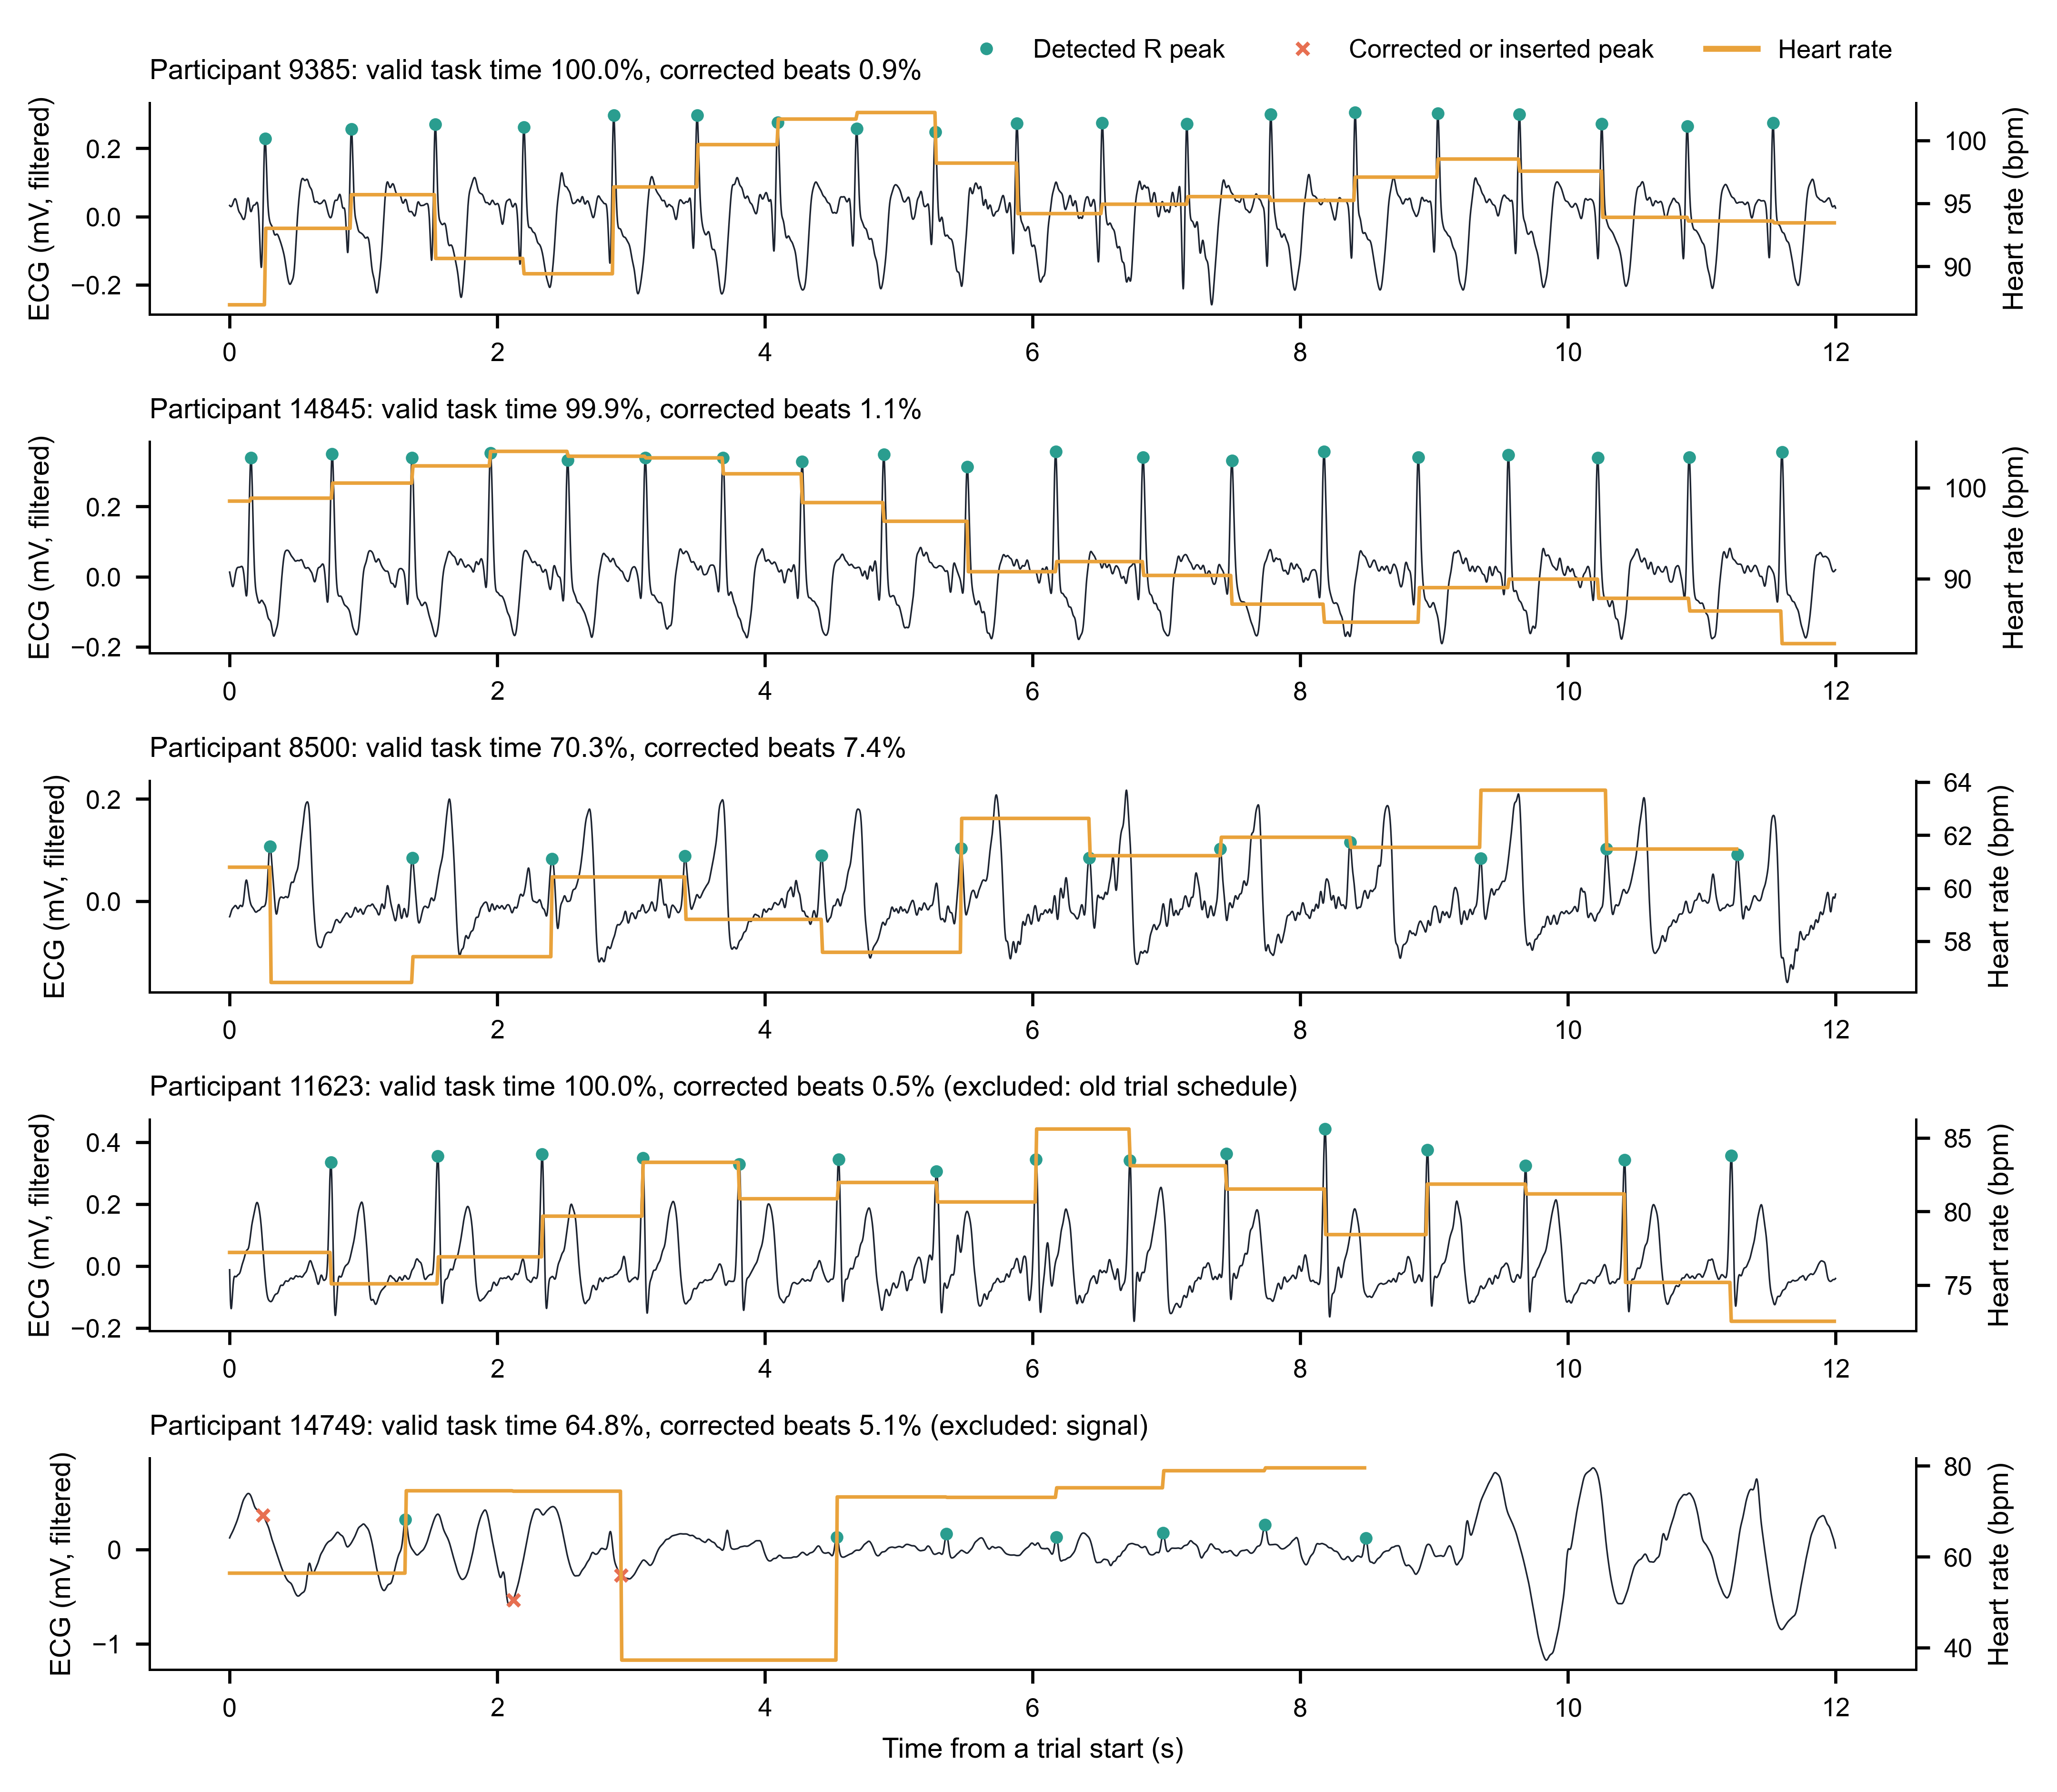 Detected R peak
Corrected or inserted peak
Heart rate
Participant 9385: valid task time 100.0%, corrected beats 0.9%
ECG (mV, filtered)
0.2
0.0
−0.2
100
95
90
Heart rate (bpm)
0 2 4 6 8 10 12
Participant 14845: valid task time 99.9%, corrected beats 1.1%
ECG (mV, filtered)
0.2
0.0
−0.2
100
90
Heart rate (bpm)
0 2 4 6 8 10 12
Participant 8500: valid task time 70.3%, corrected beats 7.4%
ECG (mV, filtered)
0.2
0.0
64
62
60
58
Heart rate (bpm)
0 2 4 6 8 10 12
Participant 11623: valid task time 100.0%, corrected beats 0.5% (excluded: old trial schedule)
ECG (mV, filtered)
0.4
0.2
0.0
−0.2
85
80
75
Heart rate (bpm)
0 2 4 6 8 10 12
Participant 14749: valid task time 64.8%, corrected beats 5.1% (excluded: signal)
ECG (mV, filtered)
0
−1
80
60
40
Heart rate (bpm)
0 2 4 6 8 10 12
Time from a trial start (s)